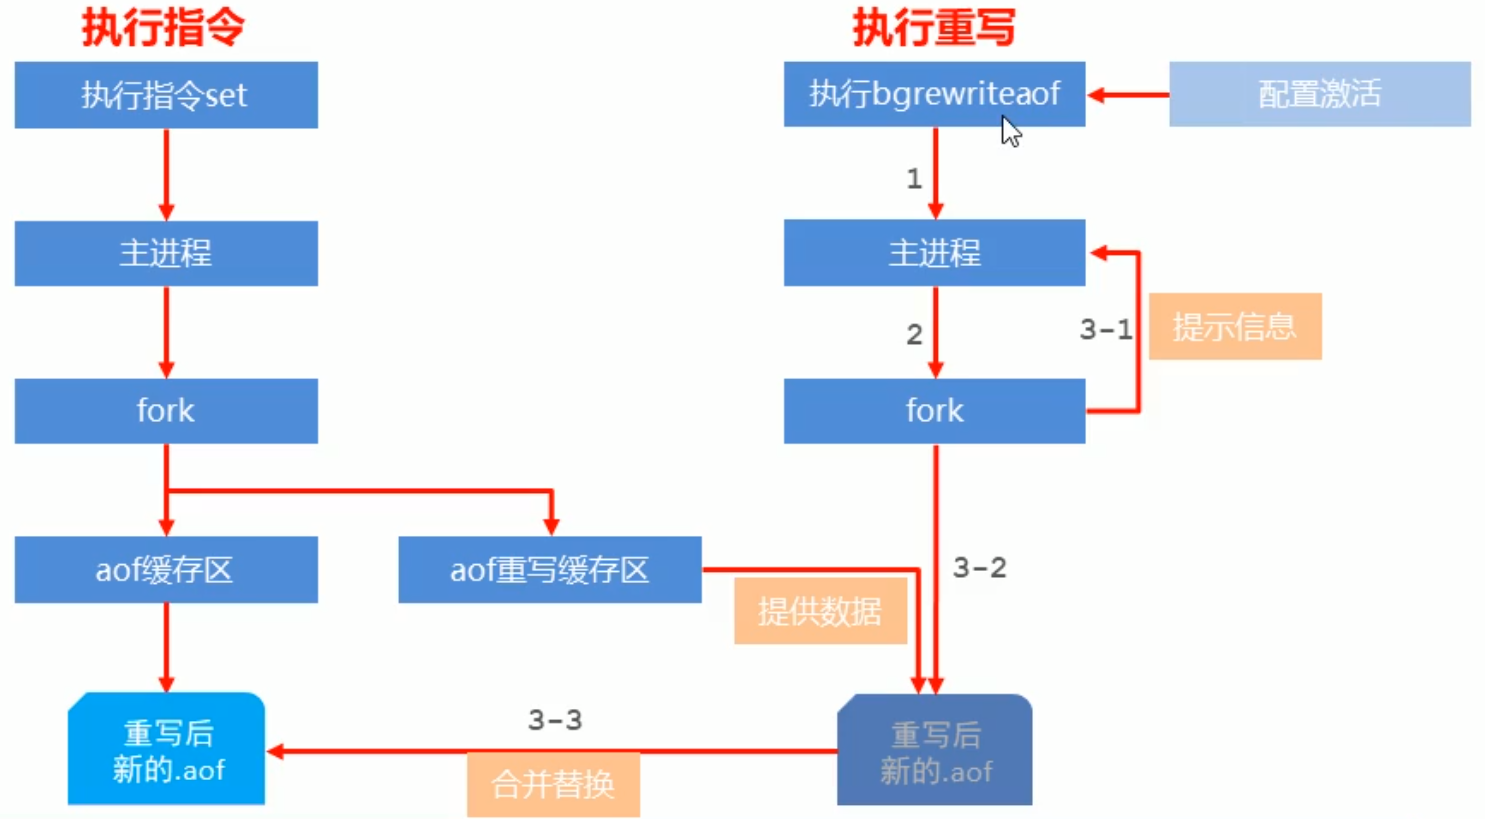 执行指令
执行指令set
主进程
fork
aof缓存区
aof重写缓存区
提供数据
重写后
新的.aof
3-3
合并替换
执行重写
执行bgrewriteaof
配置激活
1
主进程
2
3-1
提示信息
fork
3-2
重写后
新的.aof